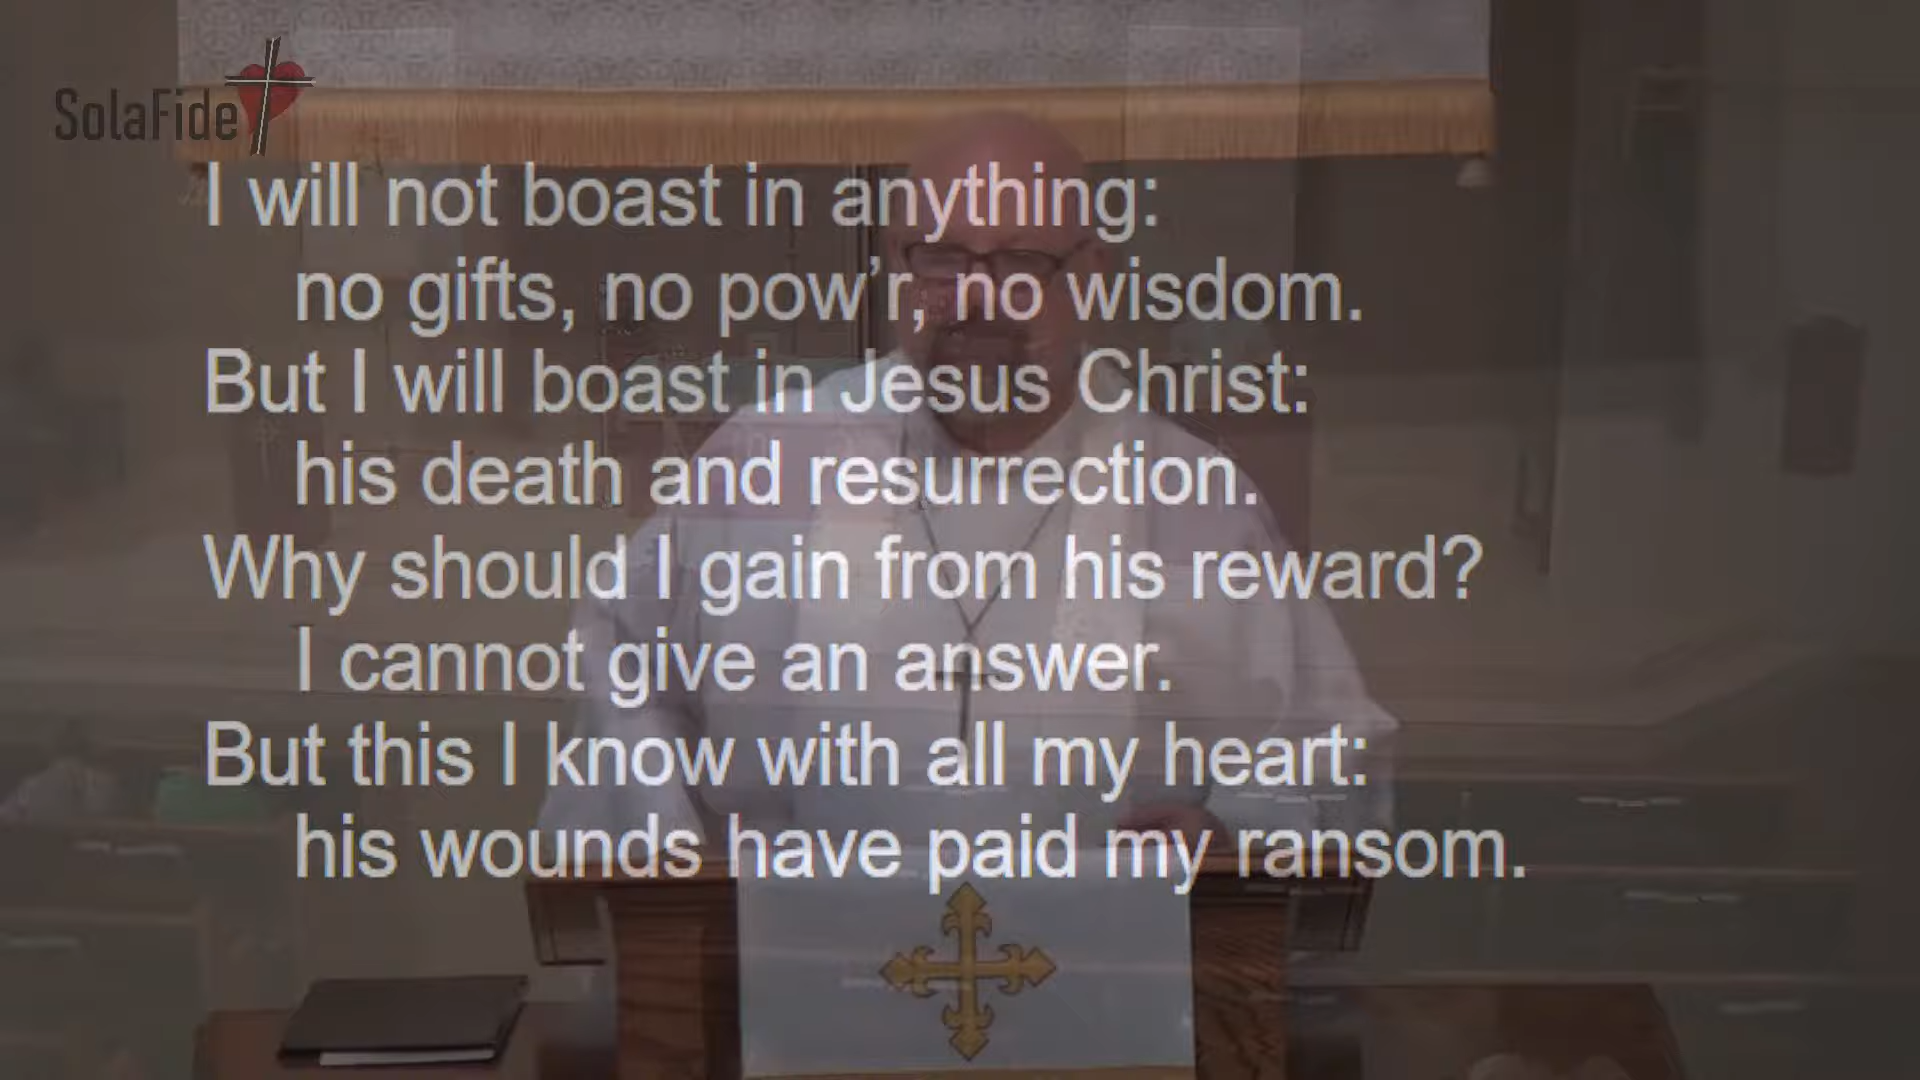 SolaFide
I will not boast in anything:
no gifts, no pow’r, no wisdom.
But I will boast in Jesus Christ:
his death and resurrection.
Why should I gain from his reward?
I cannot give an answer.
But this I know with all my heart:
his wounds have paid my ransom.